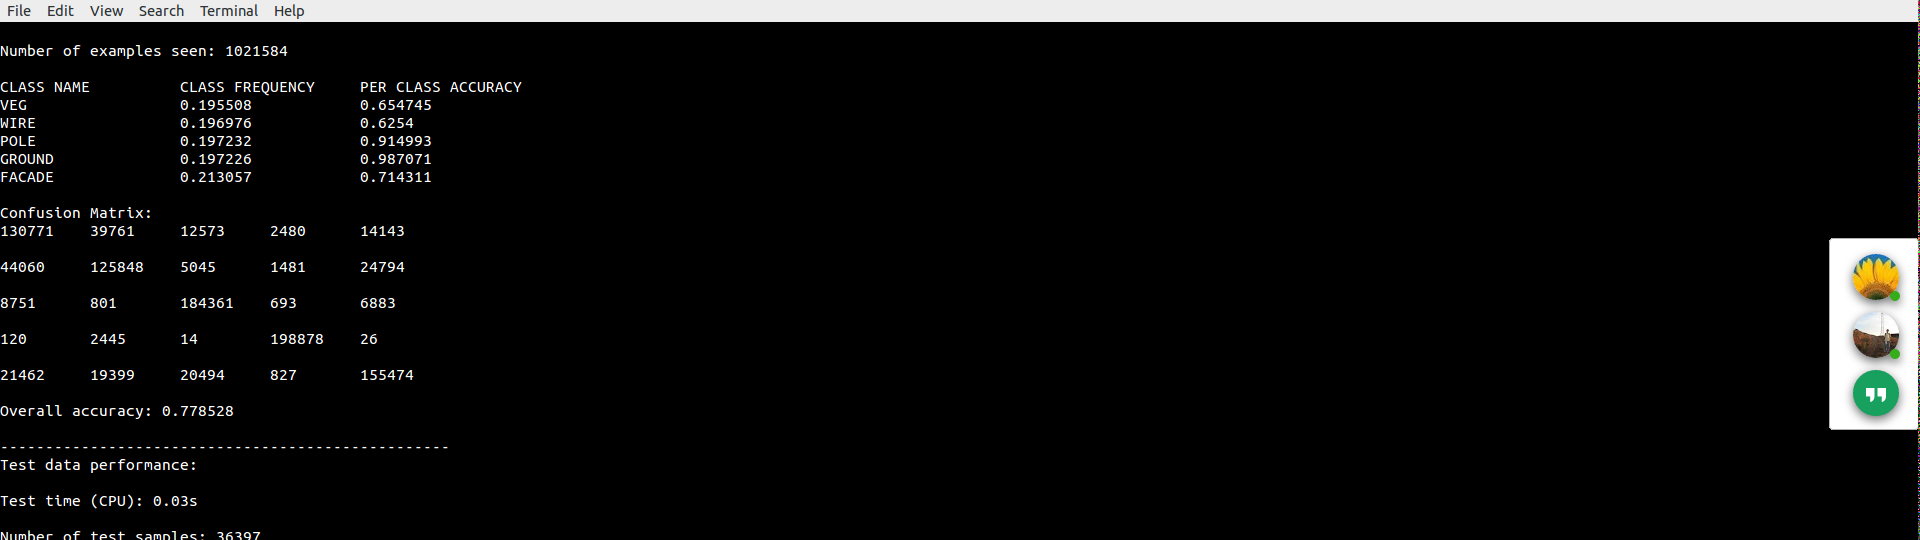 File Edit View Search Terminal Help
Number of examples seen: 1021584
CLASS NAME CLASS FREQUENCY PER CLASS ACCURACY
VEG 0.195508 0.654745
WIRE 0.196976 0.6254
POLE 0.197232 0.914993
GROUND 0.197226 0.987071
FACADE 0.213057 0.714311
Confusion Matrix:
130771 39761 12573 2480 14143
44060 125848 5045 1481 24794
8751 801 184361 693 6883
120 2445 14 198878 26
21462 19399 20494 827 155474
Overall accuracy: 0.778528
--------------------------------------------------
Test data performance:
Test time (CPU): 0.03s
Number of test samples: 36397